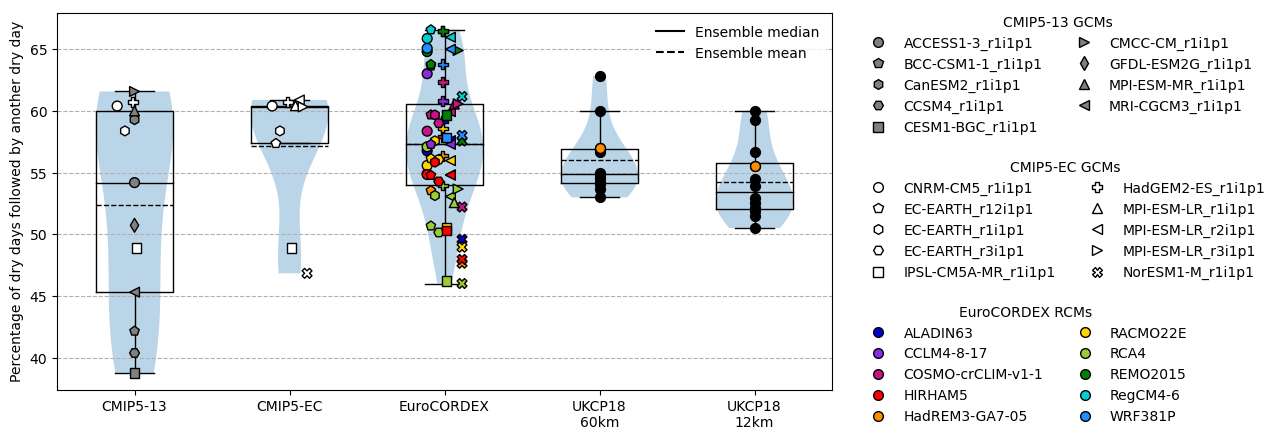 Percentage of dry days followed by another dry day
65
60
55
50
45
40
Ensemble median
Ensemble mean
CMIP5-13
CMIP5-EC
EuroCORDEX
UKCP18
60km
UKCP18
12km
CMIP5-13 GCMs
ACCESS1-3_r1i1p1
BCC-CSM1-1_r1i1p1
CanESM2_r1i1p1
CCSM4_r1i1p1
CESM1-BGC_r1i1p1
CMCC-CM_r1i1p1
GFDL-ESM2G_r1i1p1
MPI-ESM-MR_r1i1p1
MRI-CGCM3_r1i1p1
CMIP5-EC GCMs
CNRM-CM5_r1i1p1
EC-EARTH_r12i1p1
EC-EARTH_r1i1p1
EC-EARTH_r3i1p1
IPSL-CM5A-MR_r1i1p1
HadGEM2-ES_r1i1p1
MPI-ESM-LR_r1i1p1
MPI-ESM-LR_r2i1p1
MPI-ESM-LR_r3i1p1
NorESM1-M_r1i1p1
EuroCORDEX RCMs
ALADIN63
CCLM4-8-17
COSMO-crCLIM-v1-1
HIRHAM5
HadREM3-GA7-05
RACMO22E
RCA4
REMO2015
RegCM4-6
WRF381P